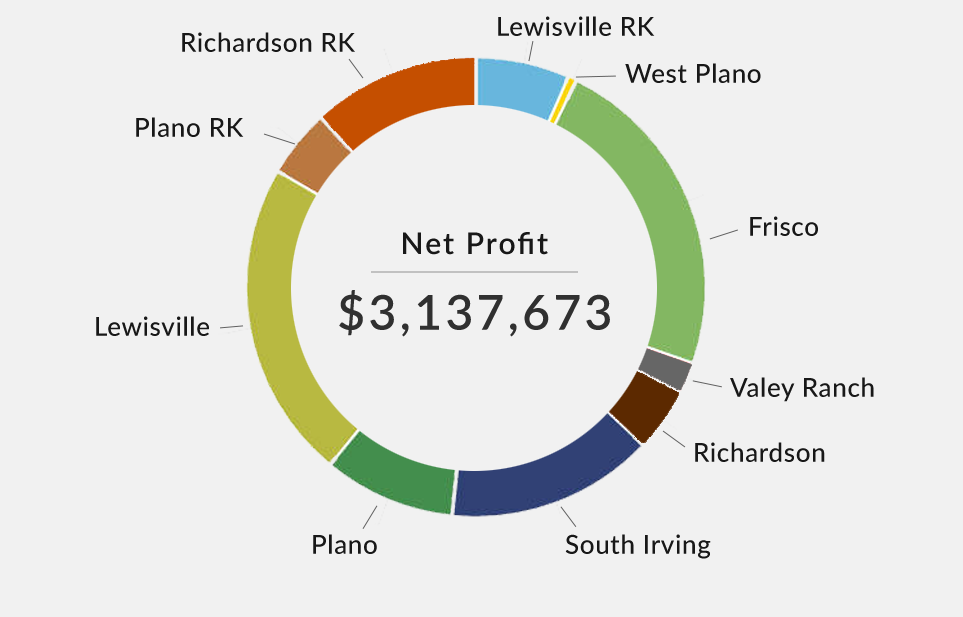 Lewisville RK
Richardson RK
West Plano
Plano RK
Frisco
Net Profit
$3,137,673
Lewisville
Valey Ranch
Richardson
Plano
South Irving